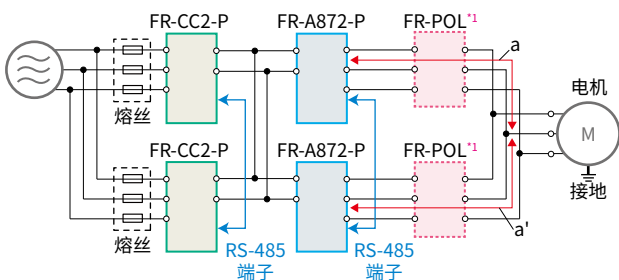 FR-CC2-P FR-A872-P FR-POL*1
a
熔丝
电机
M
接地
FR-CC2-P FR-A872-P FR-POL*1
a'
熔丝
RS-485 RS-485
端子 端子